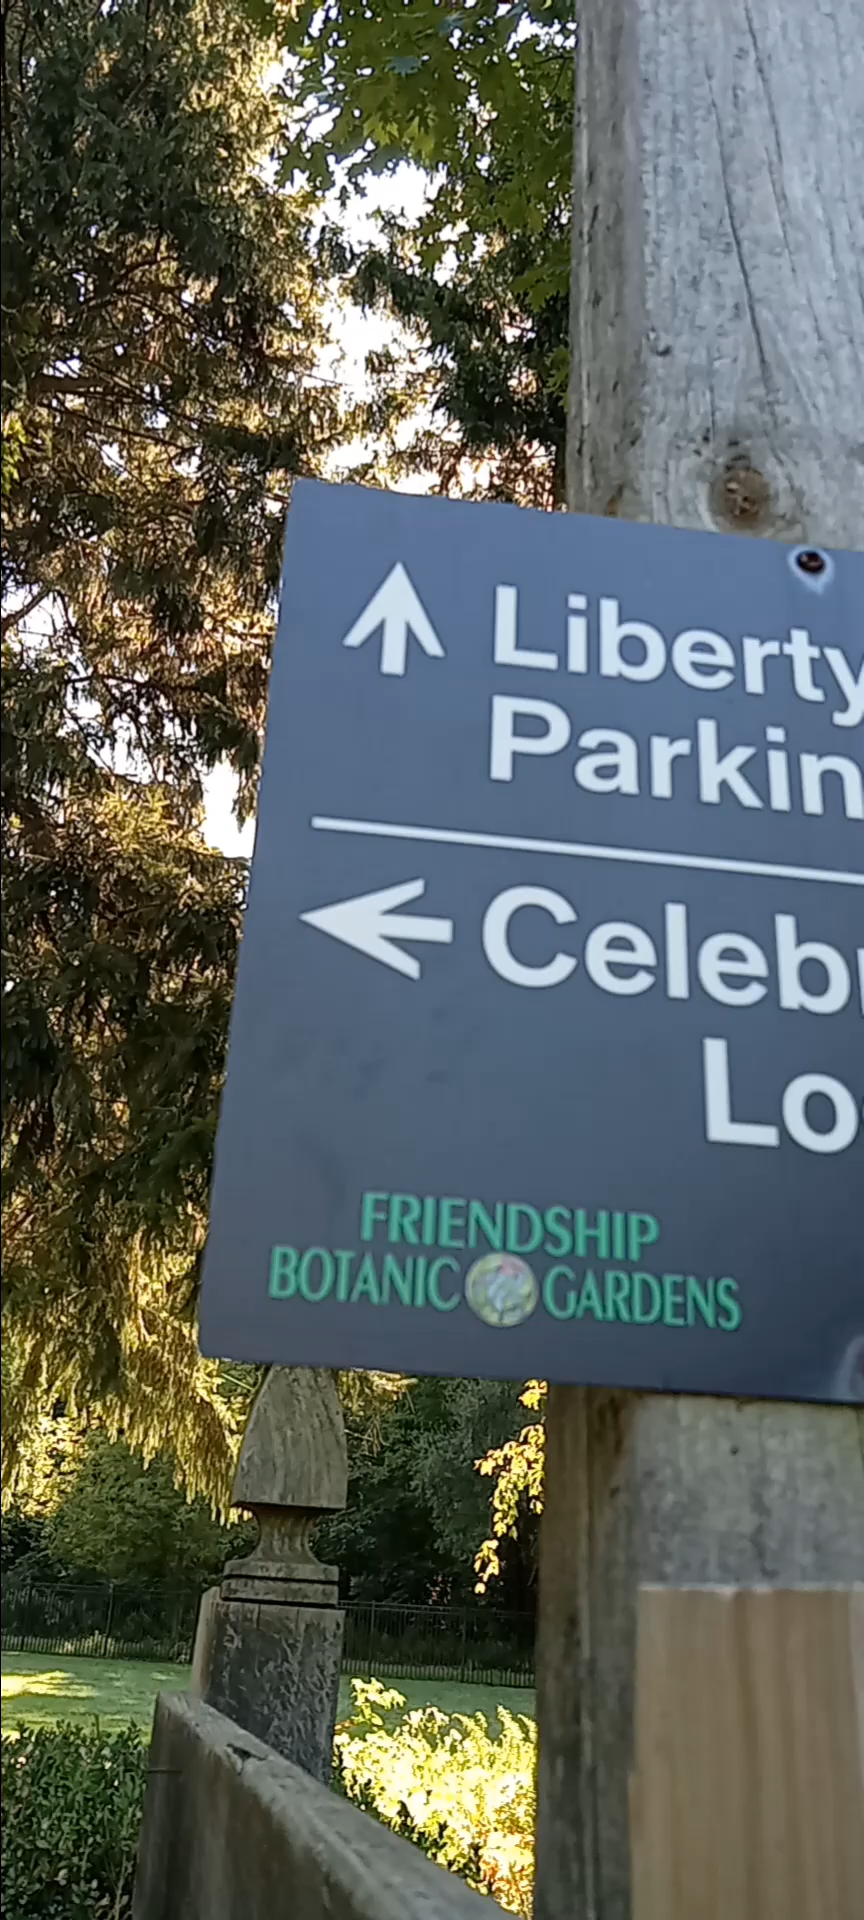 Liberty
Parkin
Celeb
Lo
FRIENDSHIP
BOTANIC GARDENS